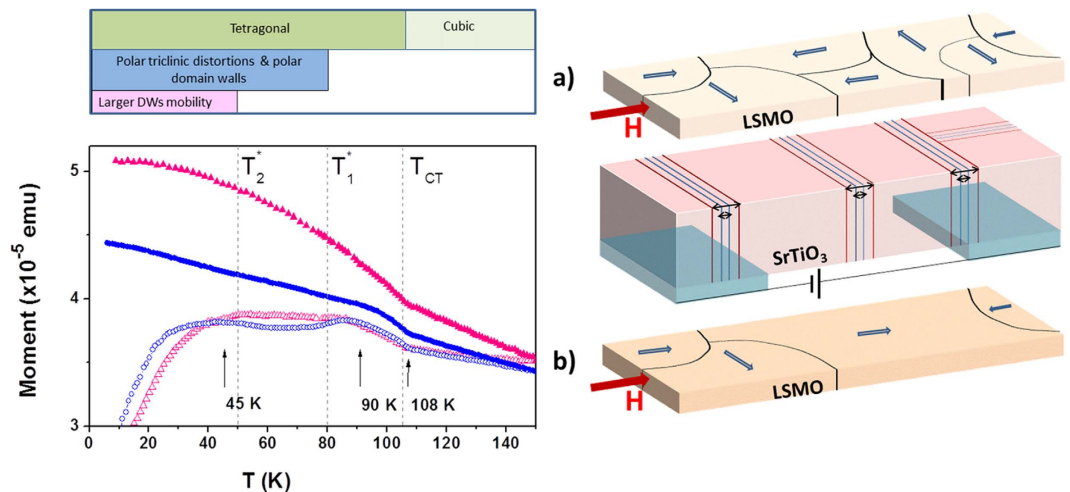 Tetragonal
Cubic
Polar triclinic distortions & polar
domain walls
Larger DWs mobility
Moment (x10⁻⁵ emu)
5
4
3
T*₂
T*₁
T_CT
45 K
90 K
108 K
0
20
40
60
80
100
120
140
T (K)
a)
H
LSMO
SrTiO₃
b)
H
LSMO